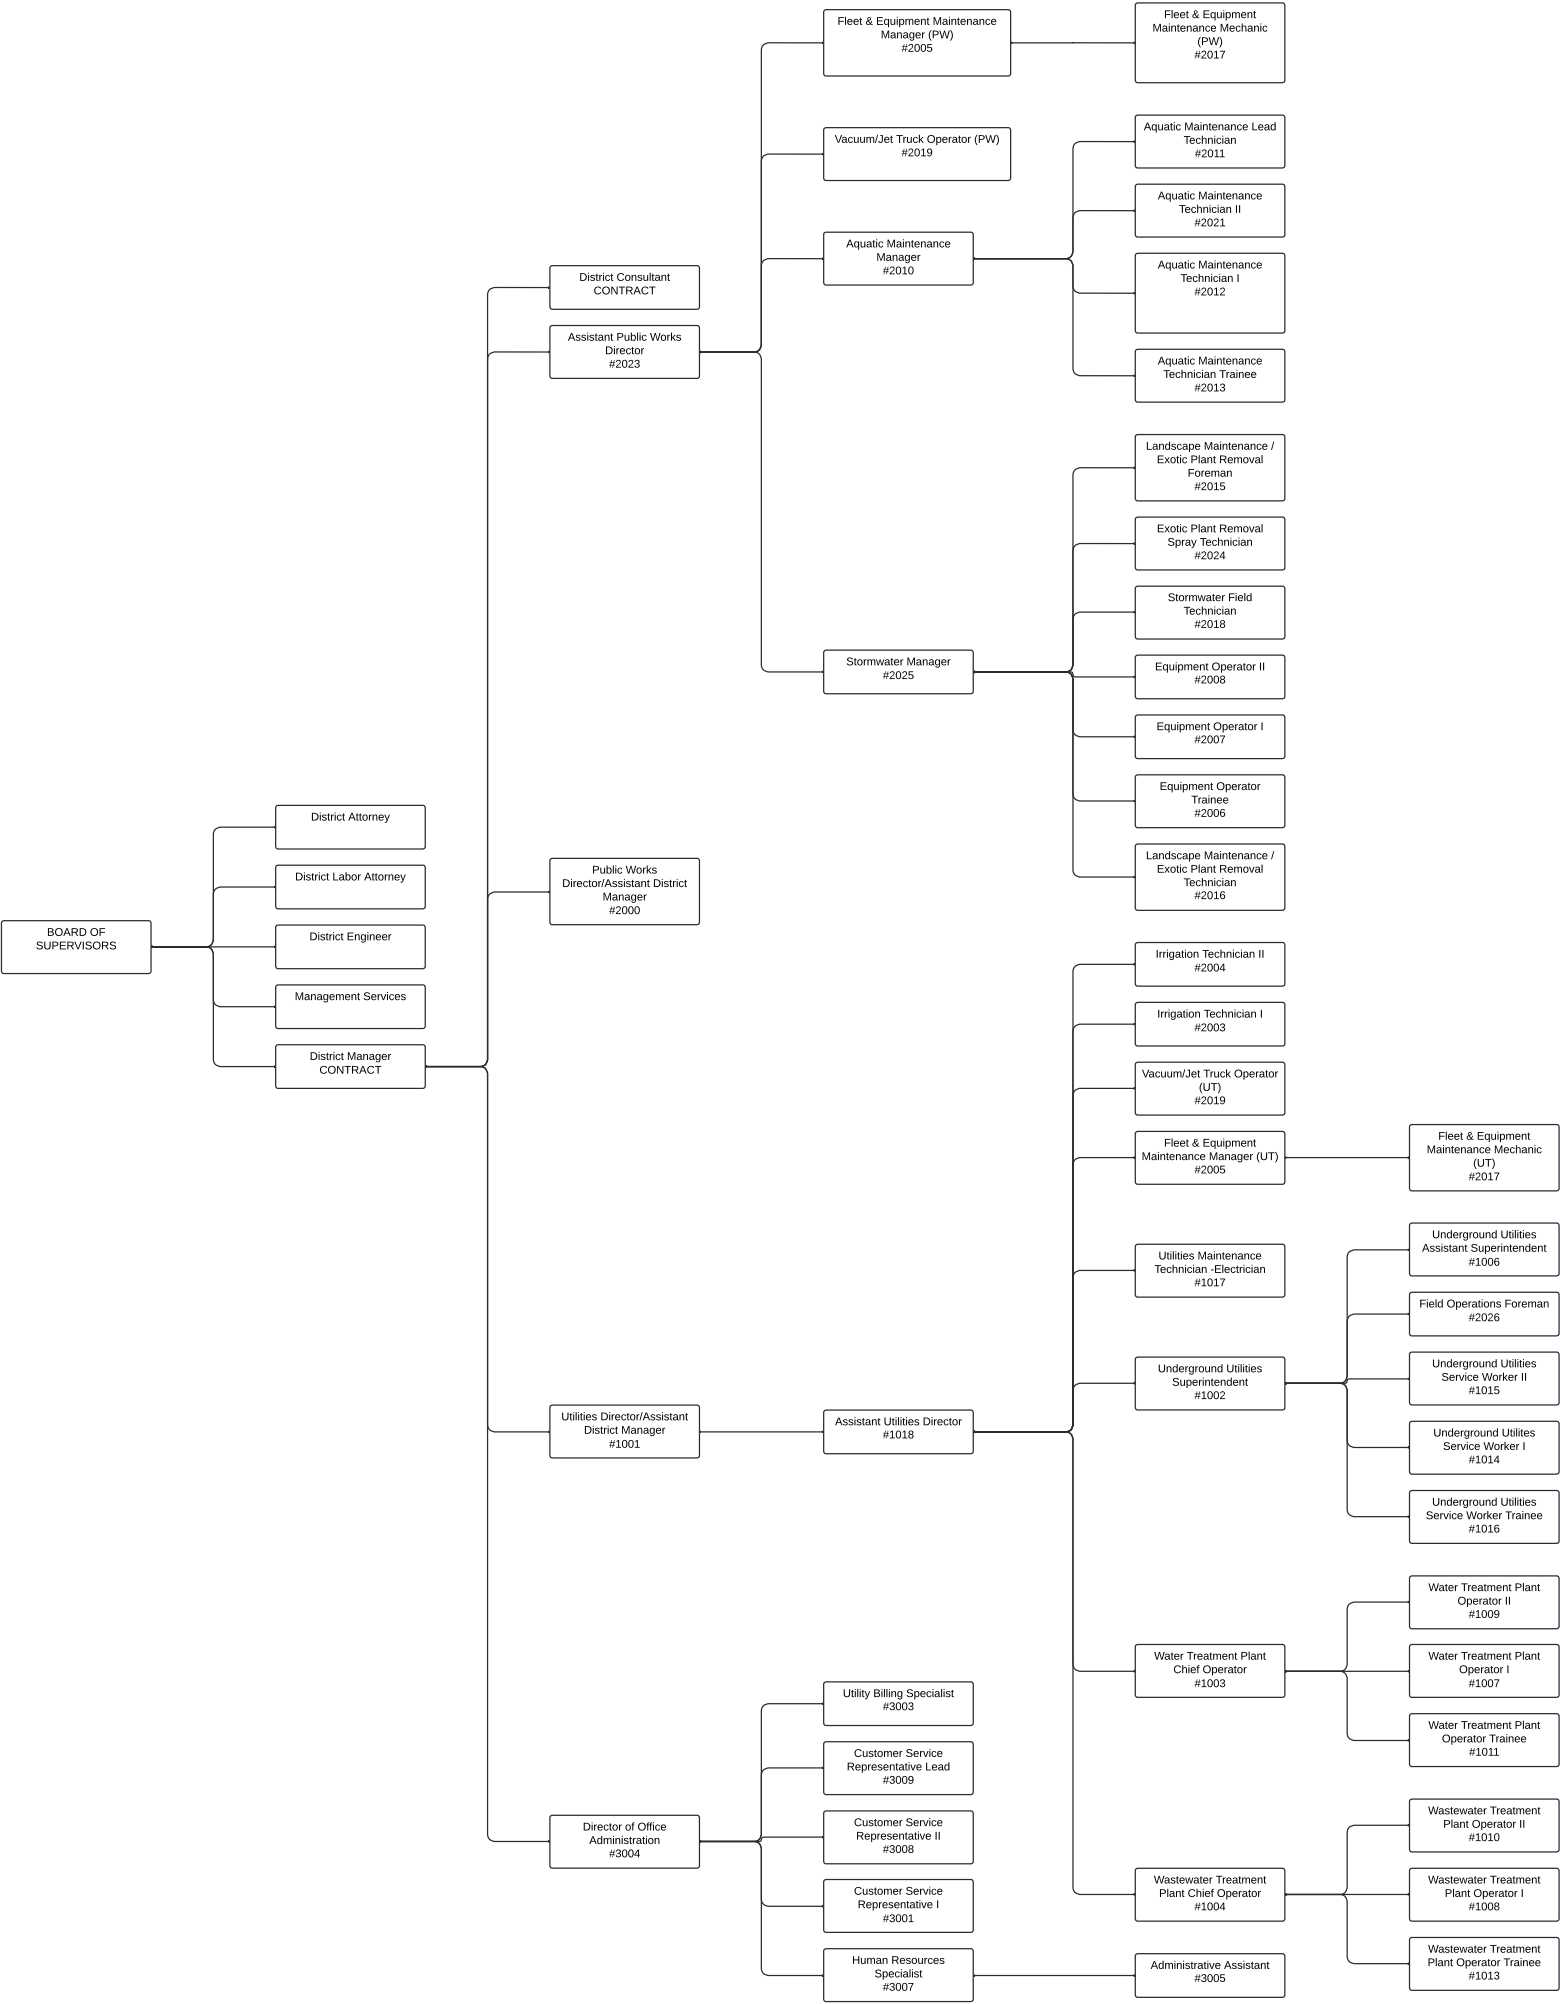 BOARD OF
SUPERVISORS
District Attorney
District Labor Attorney
District Engineer
Management Services
District Manager
CONTRACT
District Consultant
CONTRACT
Assistant Public Works
Director
#2023
Public Works
Director/Assistant District
Manager
#2000
Utilities Director/Assistant
District Manager
#1001
Director of Office
Administration
#3004
Fleet & Equipment Maintenance
Manager (PW)
#2005
Vacuum/Jet Truck Operator (PW)
#2019
Aquatic Maintenance
Manager
#2010
Stormwater Manager
#2025
Assistant Utilities Director
#1018
Utility Billing Specialist
#3003
Customer Service
Representative Lead
#3009
Customer Service
Representative II
#3008
Customer Service
Representative I
#3001
Human Resources
Specialist
#3007
Fleet & Equipment
Maintenance Mechanic
(PW)
#2017
Aquatic Maintenance Lead
Technician
#2011
Aquatic Maintenance
Technician II
#2021
Aquatic Maintenance
Technician I
#2012
Aquatic Maintenance
Technician Trainee
#2013
Landscape Maintenance /
Exotic Plant Removal
Foreman
#2015
Exotic Plant Removal
Spray Technician
#2024
Stormwater Field
Technician
#2018
Equipment Operator II
#2008
Equipment Operator I
#2007
Equipment Operator
Trainee
#2006
Landscape Maintenance /
Exotic Plant Removal
Technician
#2016
Irrigation Technician II
#2004
Irrigation Technician I
#2003
Vacuum/Jet Truck Operator
(UT)
#2019
Fleet & Equipment
Maintenance Manager (UT)
#2005
Utilities Maintenance
Technician -Electrician
#1017
Underground Utilities
Superintendent
#1002
Water Treatment Plant
Chief Operator
#1003
Wastewater Treatment
Plant Chief Operator
#1004
Administrative Assistant
#3005
Fleet & Equipment
Maintenance Mechanic
(UT)
#2017
Underground Utilities
Assistant Superintendent
#1006
Field Operations Foreman
#2026
Underground Utilities
Service Worker II
#1015
Underground Utilites
Service Worker I
#1014
Underground Utilities
Service Worker Trainee
#1016
Water Treatment Plant
Operator II
#1009
Water Treatment Plant
Operator I
#1007
Water Treatment Plant
Operator Trainee
#1011
Wastewater Treatment
Plant Operator II
#1010
Wastewater Treatment
Plant Operator I
#1008
Wastewater Treatment
Plant Operator Trainee
#1013